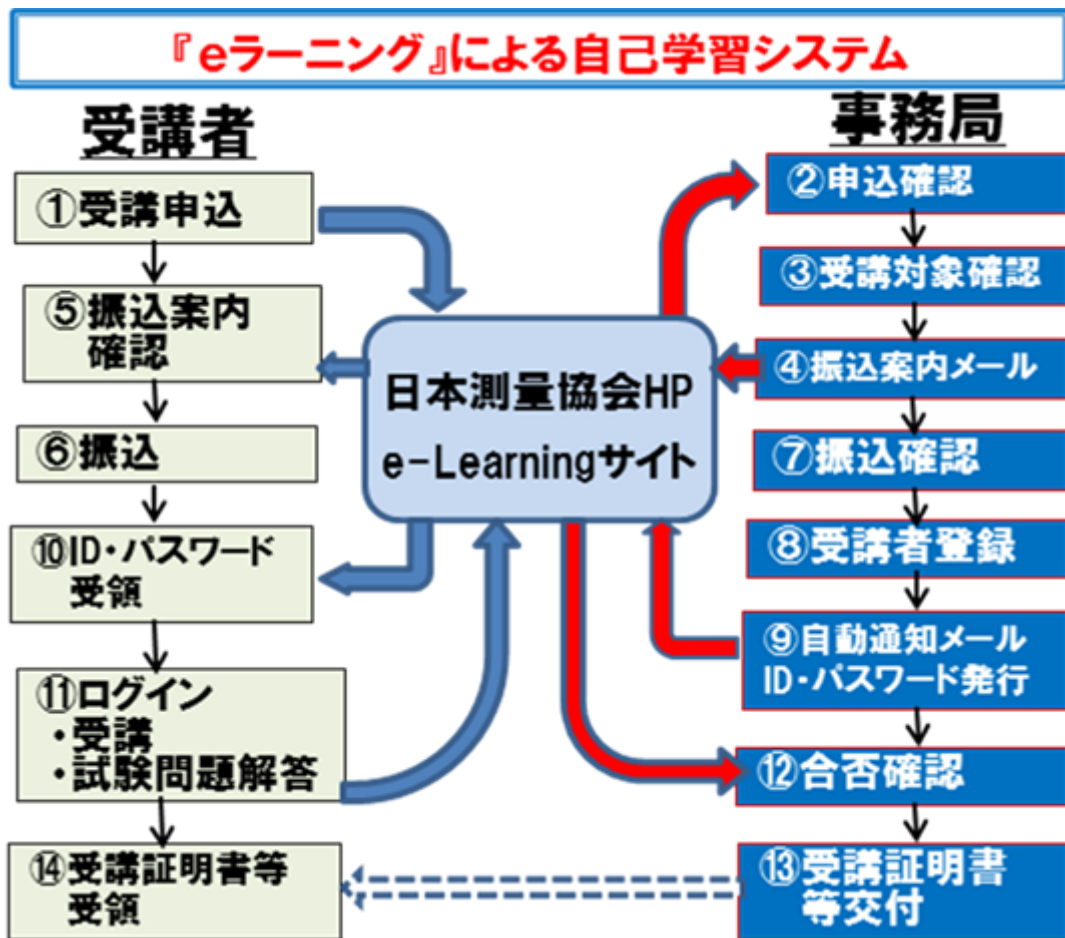 『eラーニング』による自己学習システム
受講者
①受講申込
⑤振込案内
確認
⑥振込
⑩ID・パスワード
受領
⑪ログイン
・受講
・試験問題解答
⑭受講証明書等
受領
日本測量協会HP
e-Learningサイト
事務局
②申込確認
③受講対象確認
④振込案内メール
⑦振込確認
⑧受講者登録
⑨自動通知メール
ID・パスワード発行
⑫合否確認
⑬受講証明書
等交付